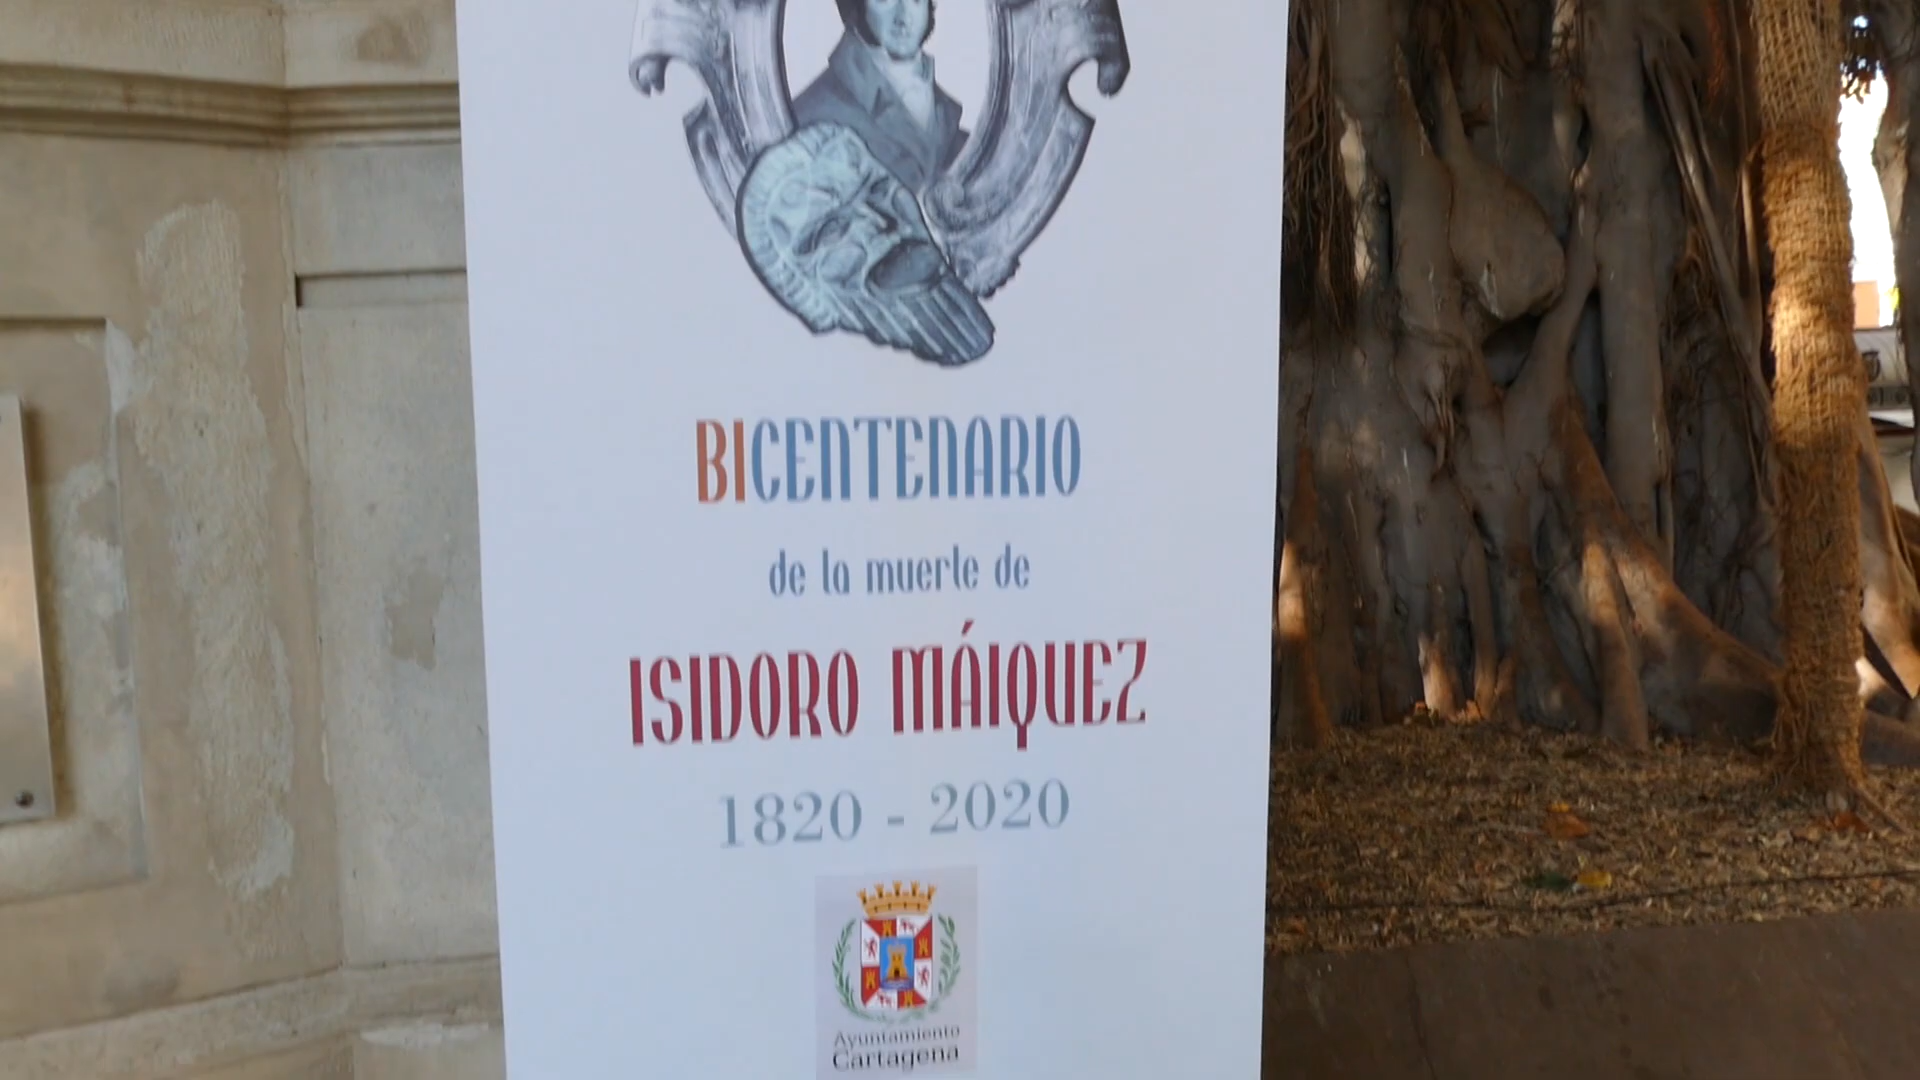 BICENTENARIO
de la muerte de
ISIDORO MÁIQUEZ
1820 - 2020
Ayuntamiento
Cartagena